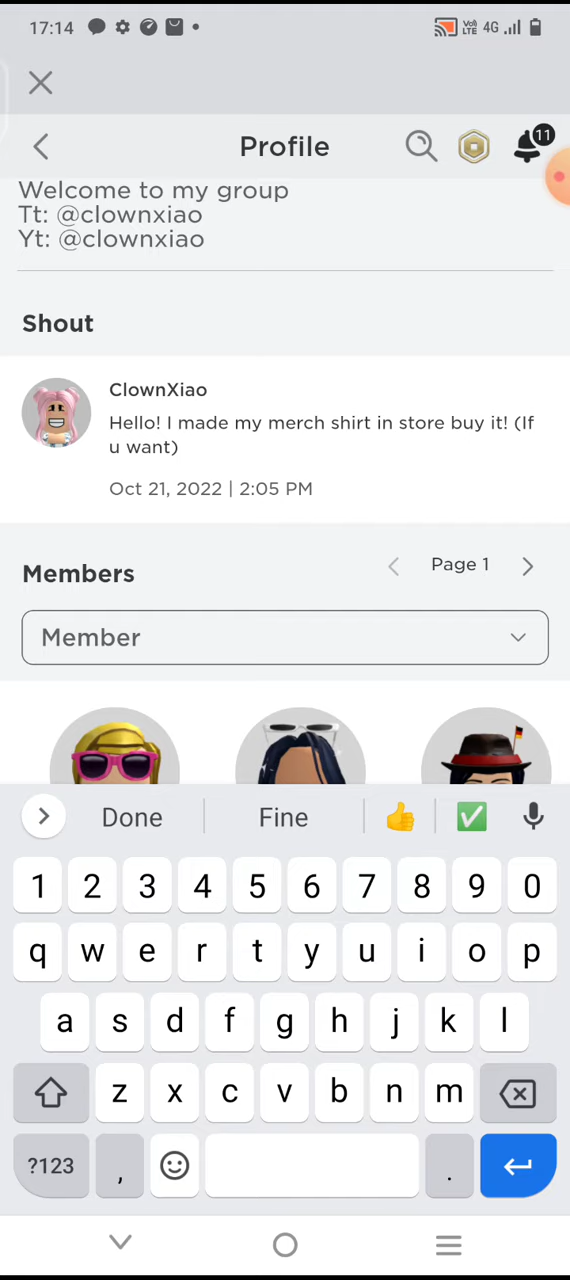 17:14
Vo)) LTE 4G
Profile
11
Welcome to my group
Tt: @clownxiao
Yt: @clownxiao
Shout
ClownXiao
Hello! I made my merch shirt in store buy it! (If
u want)
Oct 21, 2022 | 2:05 PM
Members
Page 1
Member
Done Fine
1 2 3 4 5 6 7 8 9 0
q w e r t y u i o p
a s d f g h j k l
z x c v b n m
?123 , .